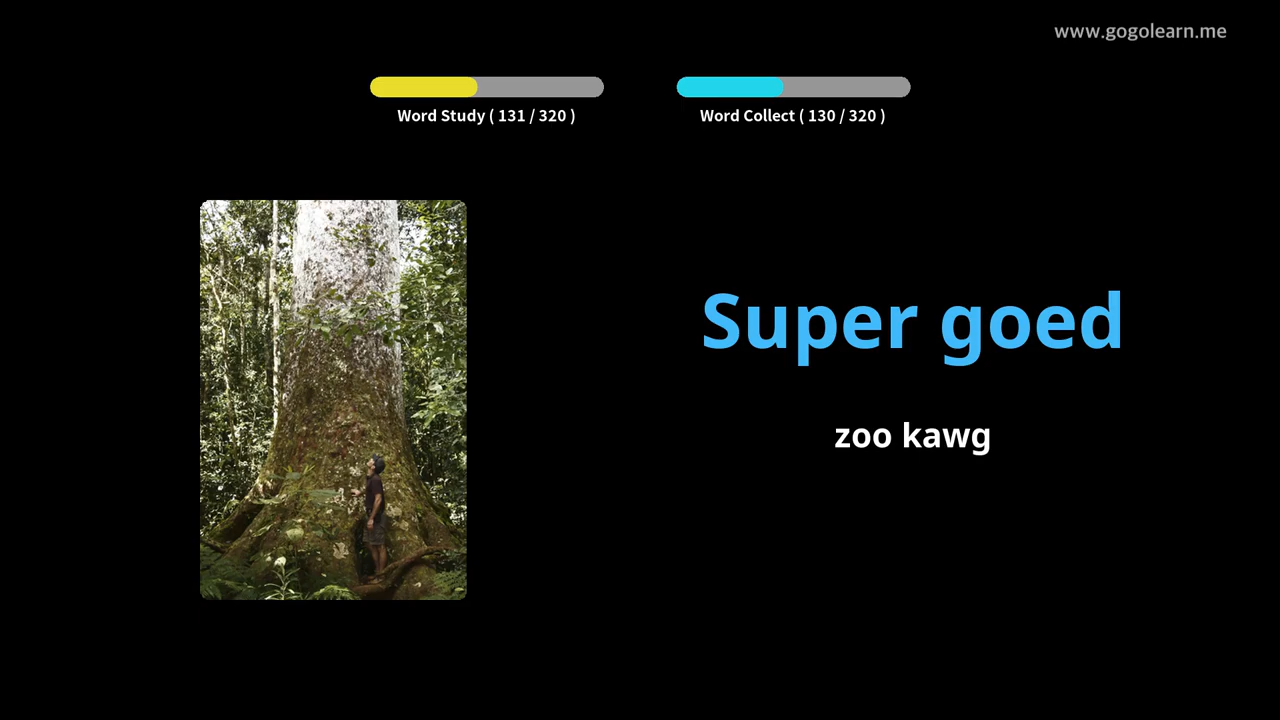 www.gogolearn.me
Word Study ( 131 / 320 )
Word Collect ( 130 / 320 )
Super goed
zoo kawg